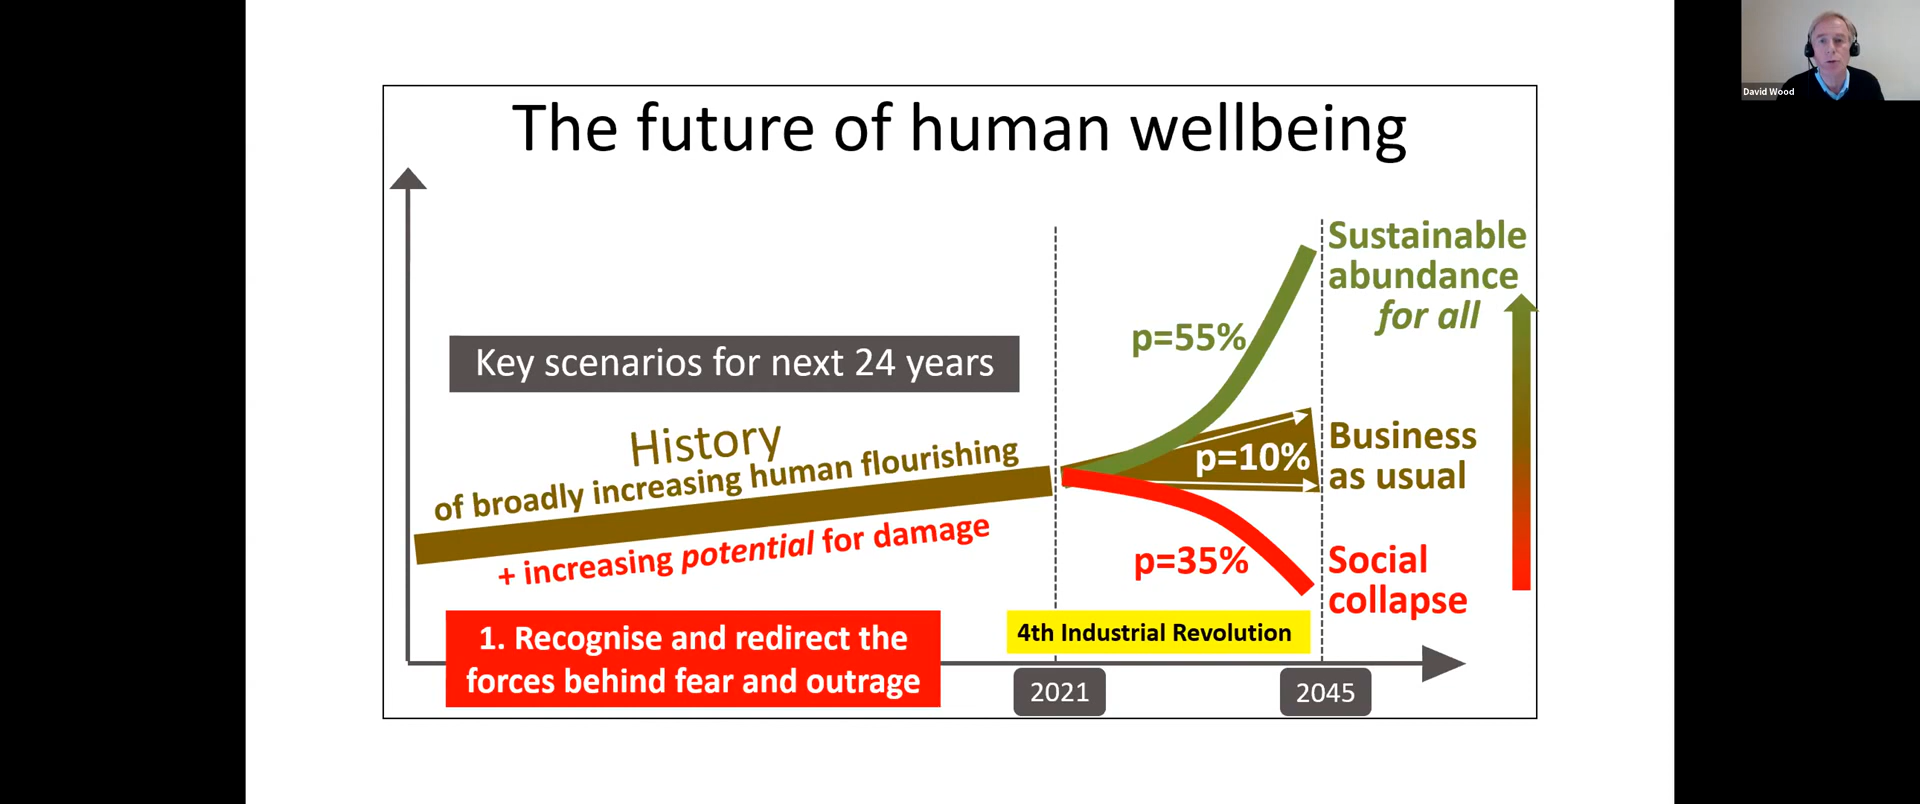 The future of human wellbeing
David Wood
Sustainable
abundance
for all
p=55%
Key scenarios for next 24 years
History
of broadly increasing human flourishing
+ increasing potential for damage
p=10%
Business
as usual
p=35%
Social
collapse
4th Industrial Revolution
1. Recognise and redirect the
forces behind fear and outrage
2021
2045